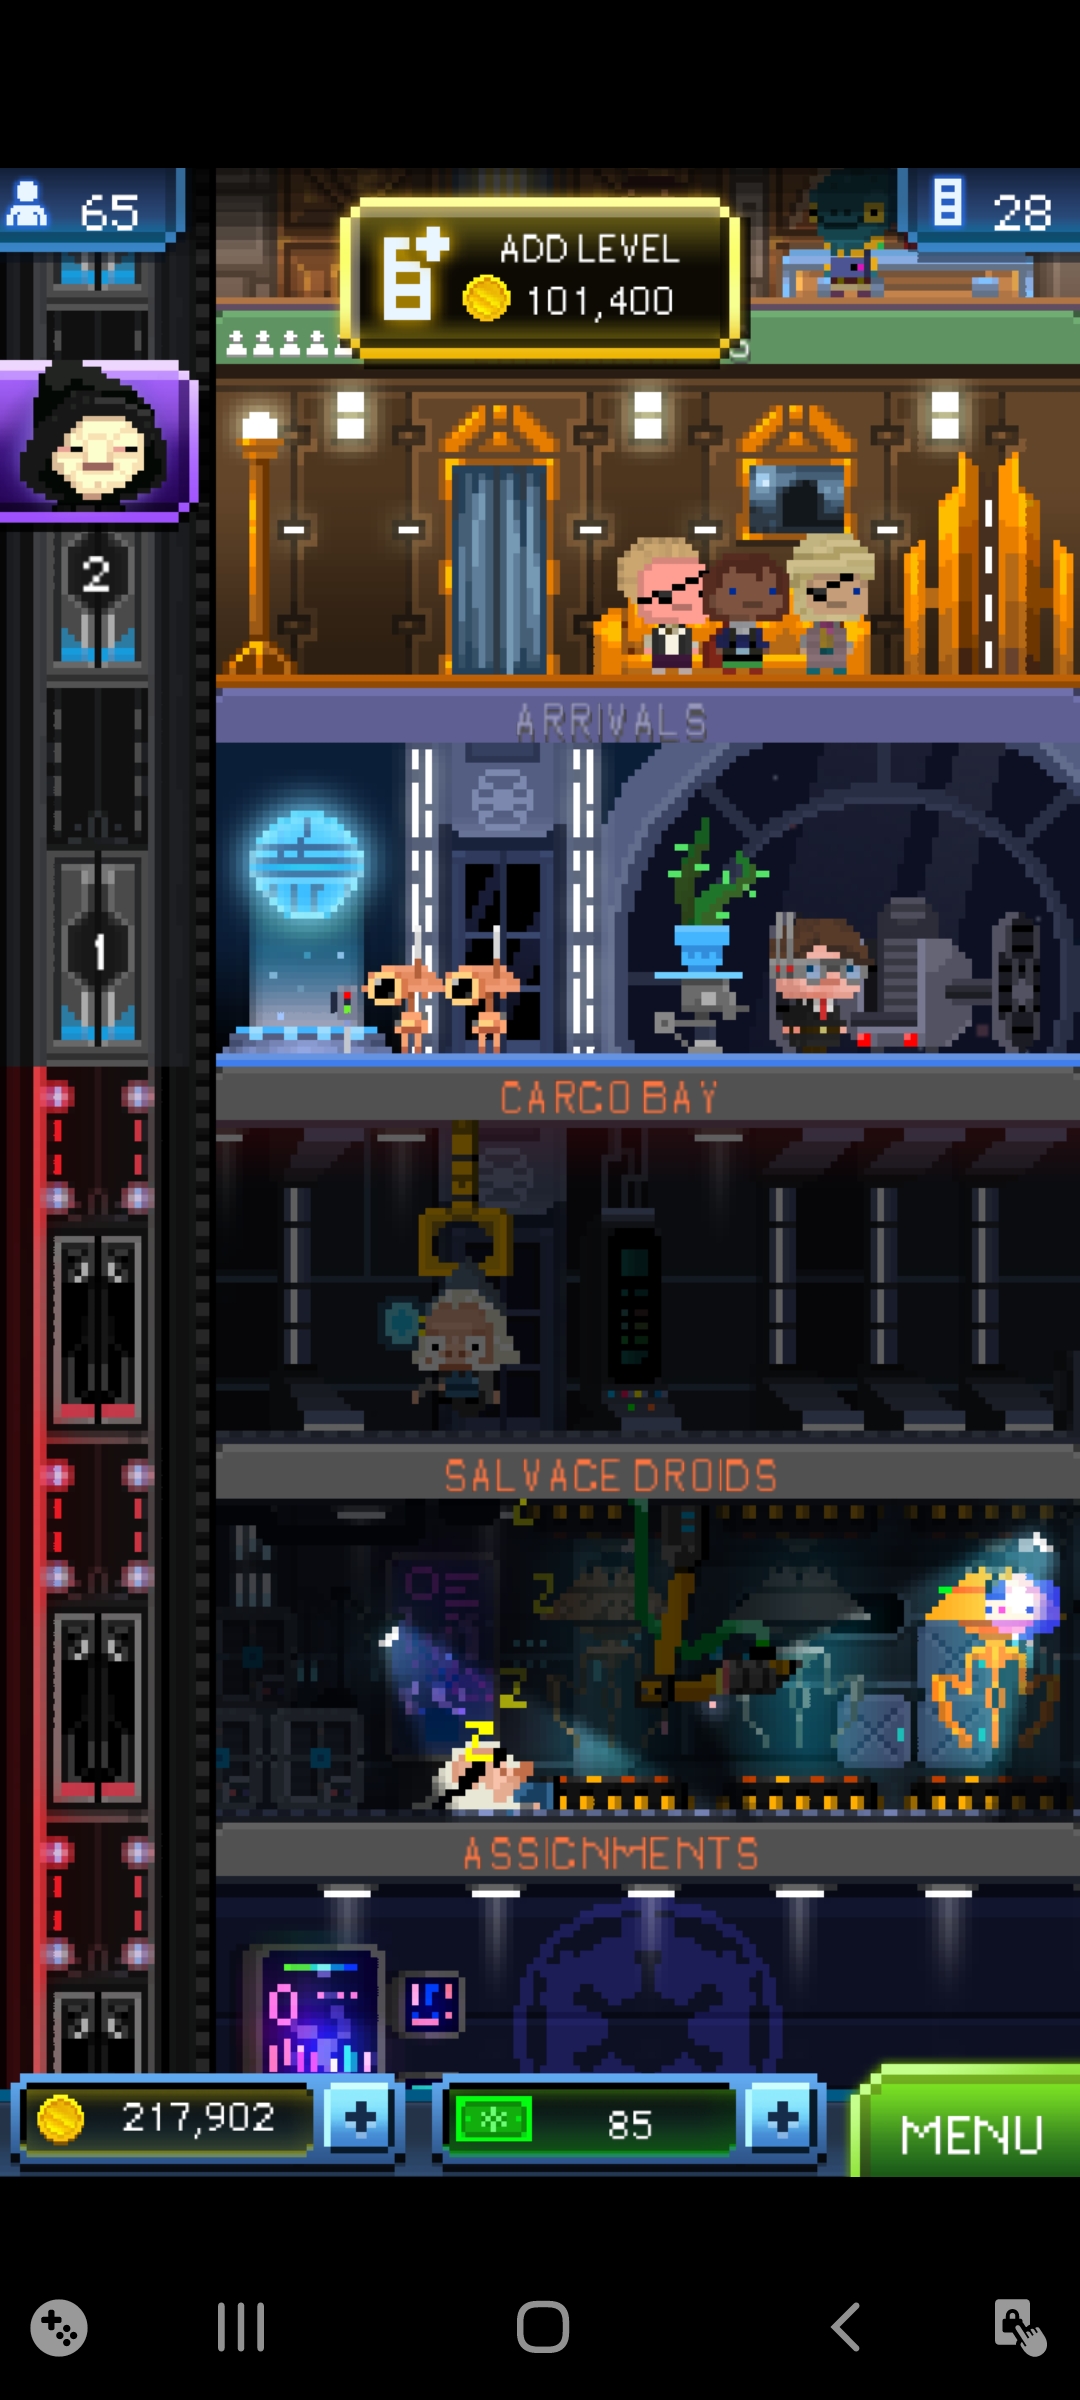 65
28
ADD LEVEL
101,400
2
ARRIVALS
1
CARGO BAY
SALVAGE DROIDS
Z
Z
Z
Z
ASSIGNMENTS
217,902
85
MENU